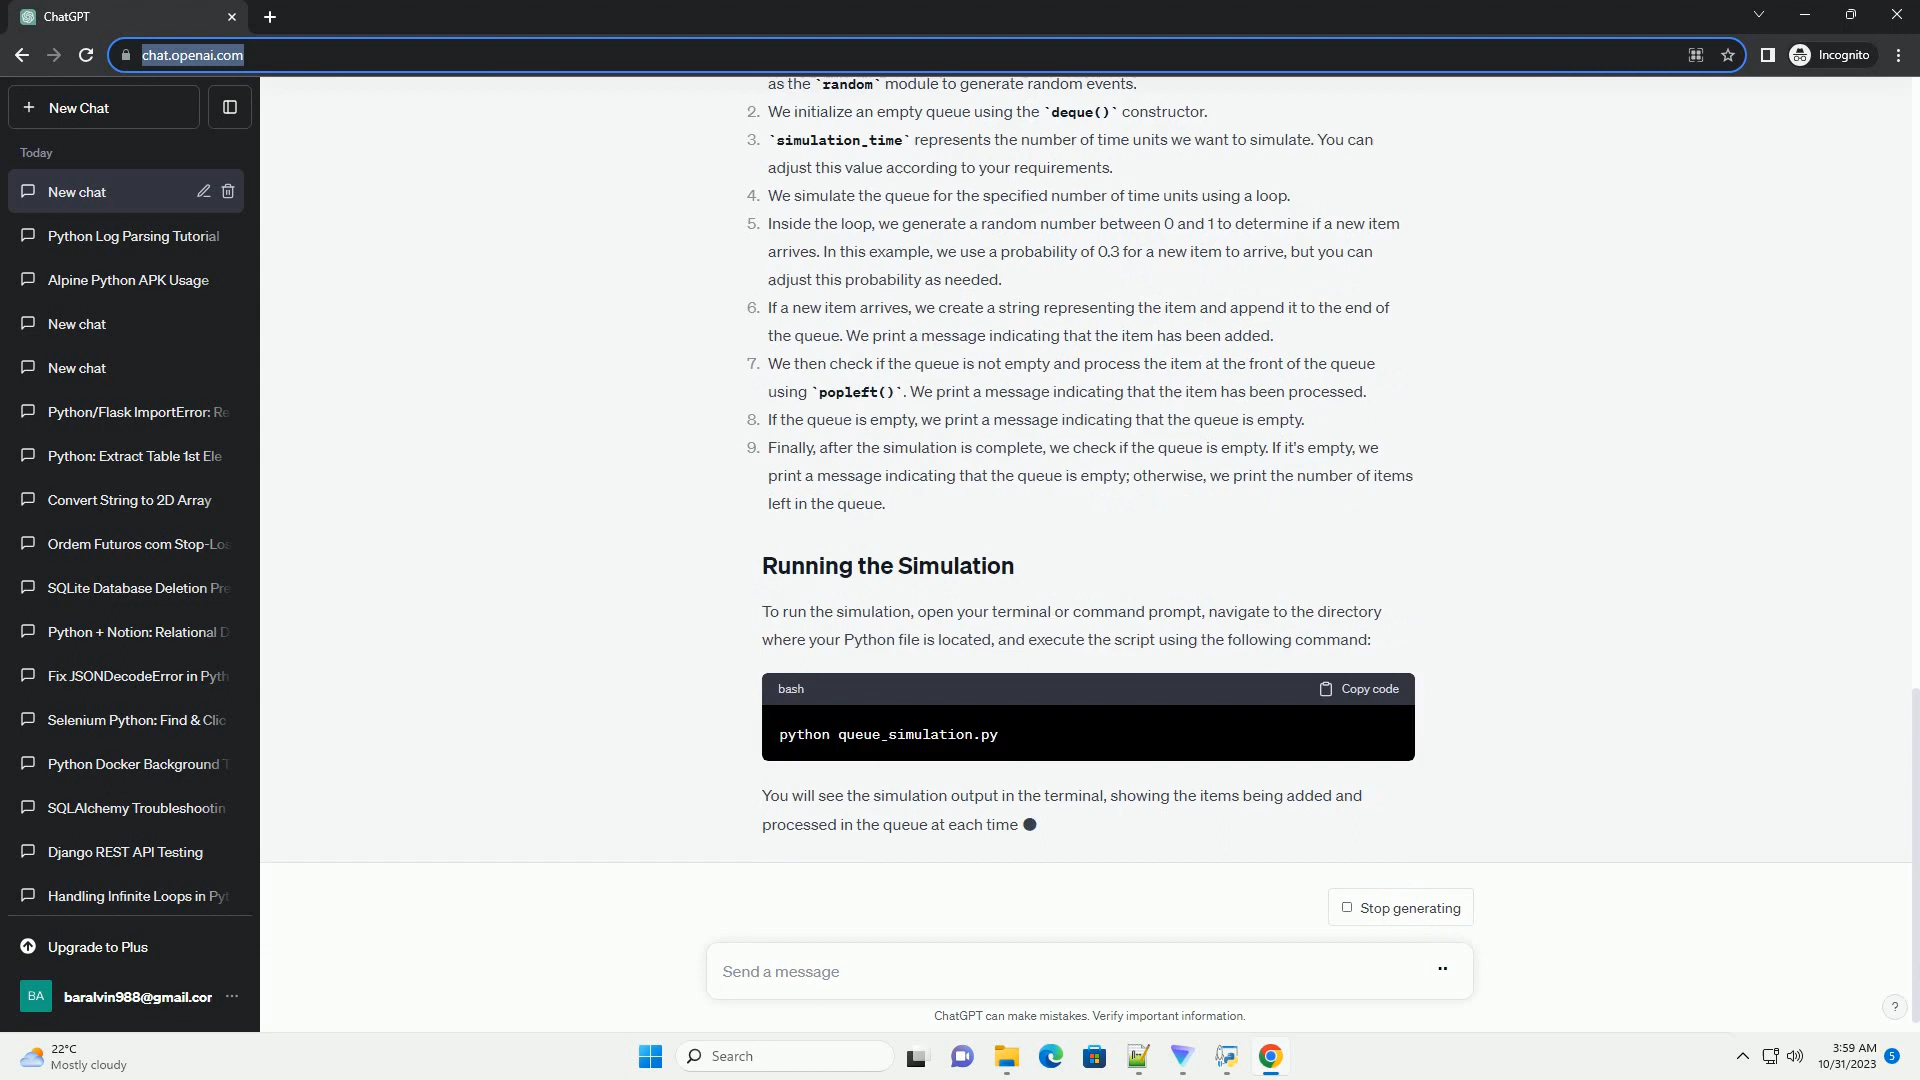 ChatGPT
chat.openai.com
Incognito
New Chat
Today
New chat
Python Log Parsing Tutorial
Alpine Python APK Usage
New chat
New chat
Python/Flask ImportError: Re
Python: Extract Table 1st Ele
Convert String to 2D Array
Ordem Futuros com Stop-Los
SQLite Database Deletion Pre
Python + Notion: Relational D
Fix JSONDecodeError in Pyth
Selenium Python: Find & Clic
Python Docker Background T
SQLAlchemy Troubleshootin
Django REST API Testing
Handling Infinite Loops in Pyt
Upgrade to Plus
BA
baralvin988@gmail.cor
as the `random` module to generate random events.
2. We initialize an empty queue using the `deque()` constructor.
3. `simulation_time` represents the number of time units we want to simulate. You can
adjust this value according to your requirements.
4. We simulate the queue for the specified number of time units using a loop.
5. Inside the loop, we generate a random number between 0 and 1 to determine if a new item
arrives. In this example, we use a probability of 0.3 for a new item to arrive, but you can
adjust this probability as needed.
6. If a new item arrives, we create a string representing the item and append it to the end of
the queue. We print a message indicating that the item has been added.
7. We then check if the queue is not empty and process the item at the front of the queue
using `popleft()`. We print a message indicating that the item has been processed.
8. If the queue is empty, we print a message indicating that the queue is empty.
9. Finally, after the simulation is complete, we check if the queue is empty. If it's empty, we
print a message indicating that the queue is empty; otherwise, we print the number of items
left in the queue.
Running the Simulation
To run the simulation, open your terminal or command prompt, navigate to the directory
where your Python file is located, and execute the script using the following command:
bash
Copy code
python queue_simulation.py
You will see the simulation output in the terminal, showing the items being added and
processed in the queue at each time
Stop generating
Send a message
ChatGPT can make mistakes. Verify important information.
?
22°C
Mostly cloudy
Search
3:59 AM
10/31/2023
5